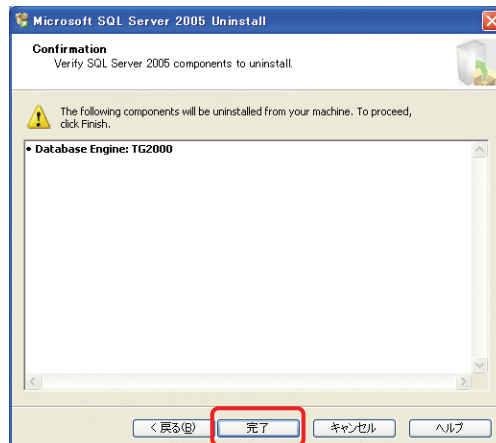 Microsoft SQL Server 2005 Uninstall
Confirmation
Verify SQL Server 2005 components to uninstall.
The following components will be uninstalled from your machine. To proceed,
click Finish.
• Database Engine: TG2000
< 戻る(B) 完了 キャンセル ヘルプ